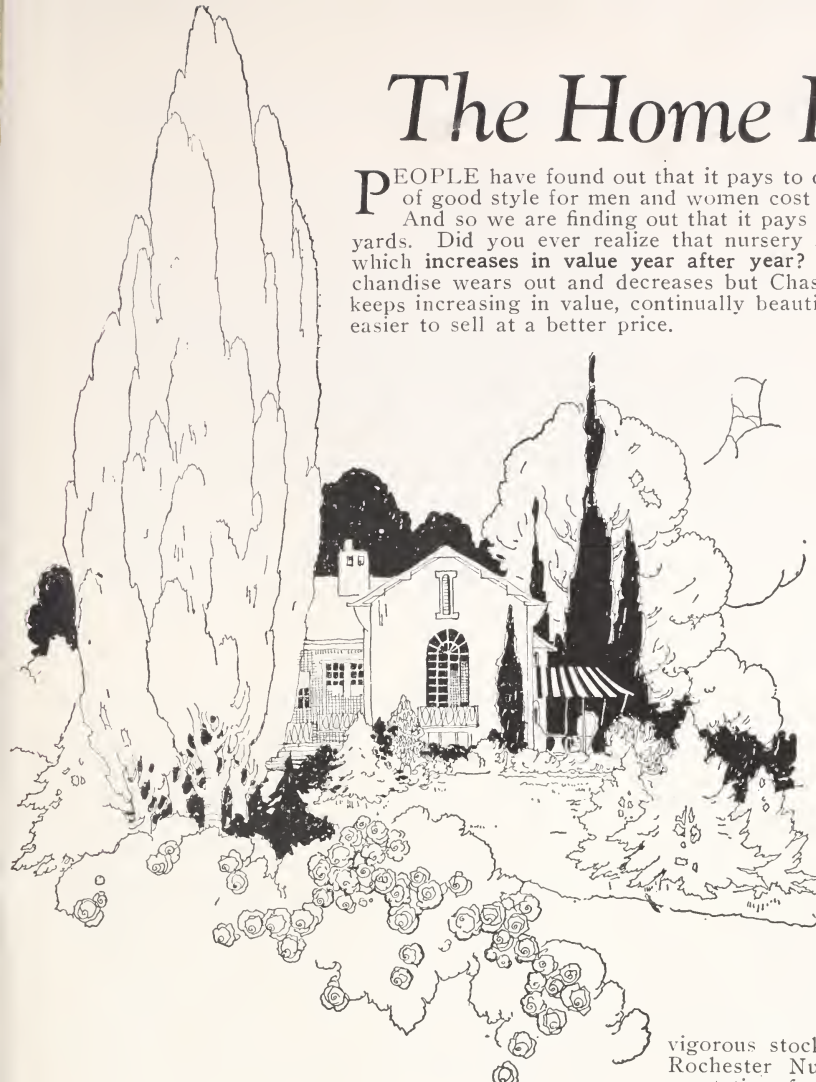 The Home
PEOPLE have found out that it pays to
of good style for men and women cost
And so we are finding out that it pays
yards. Did you ever realize that nursery
which increases in value year after year?
chandise wears out and decreases but Chas
keeps increasing in value, continually beauti
easier to sell at a better price.
vigorous stock
Rochester Nu